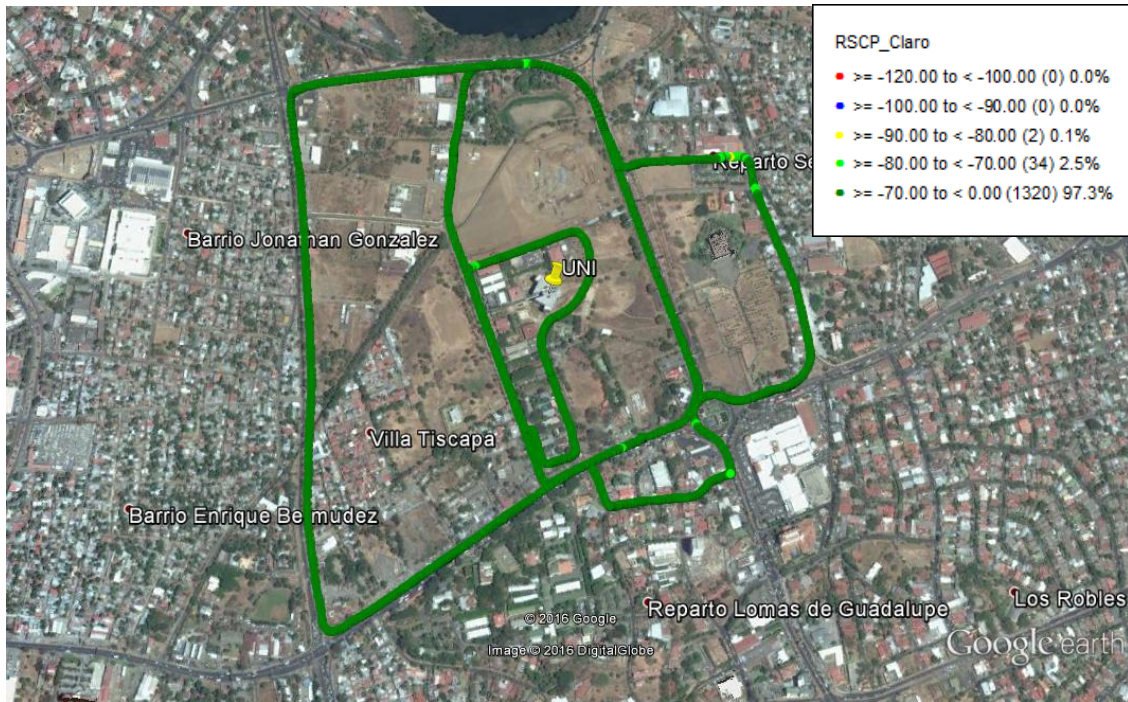 RSCP_Claro
>= -120.00 to < -100.00 (0) 0.0%
>= -100.00 to < -90.00 (0) 0.0%
>= -90.00 to < -80.00 (2) 0.1%
>= -80.00 to < -70.00 (34) 2.5%
>= -70.00 to < 0.00 (1320) 97.3%
Reparto Se
Barrio Jonathan Gonzalez
UNI
Villa Tiscapa
Barrio Enrique Bermudez
Reparto Lomas de Guadalupe
Los Robles
© 2016 Google
Image © 2016 DigitalGlobe
Google earth